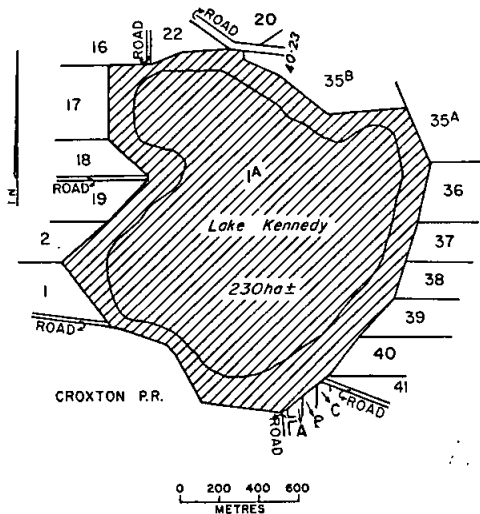 ROAD
20
16
ROAD
22
40·23
35B
17
35A
18
1A
ROAD
19
36
Lake Kennedy
2
37
230ha±
38
1
39
ROAD
40
CROXTON P.R.
41
C
ROAD
P
A
ROAD
0 200 400 600
METRES